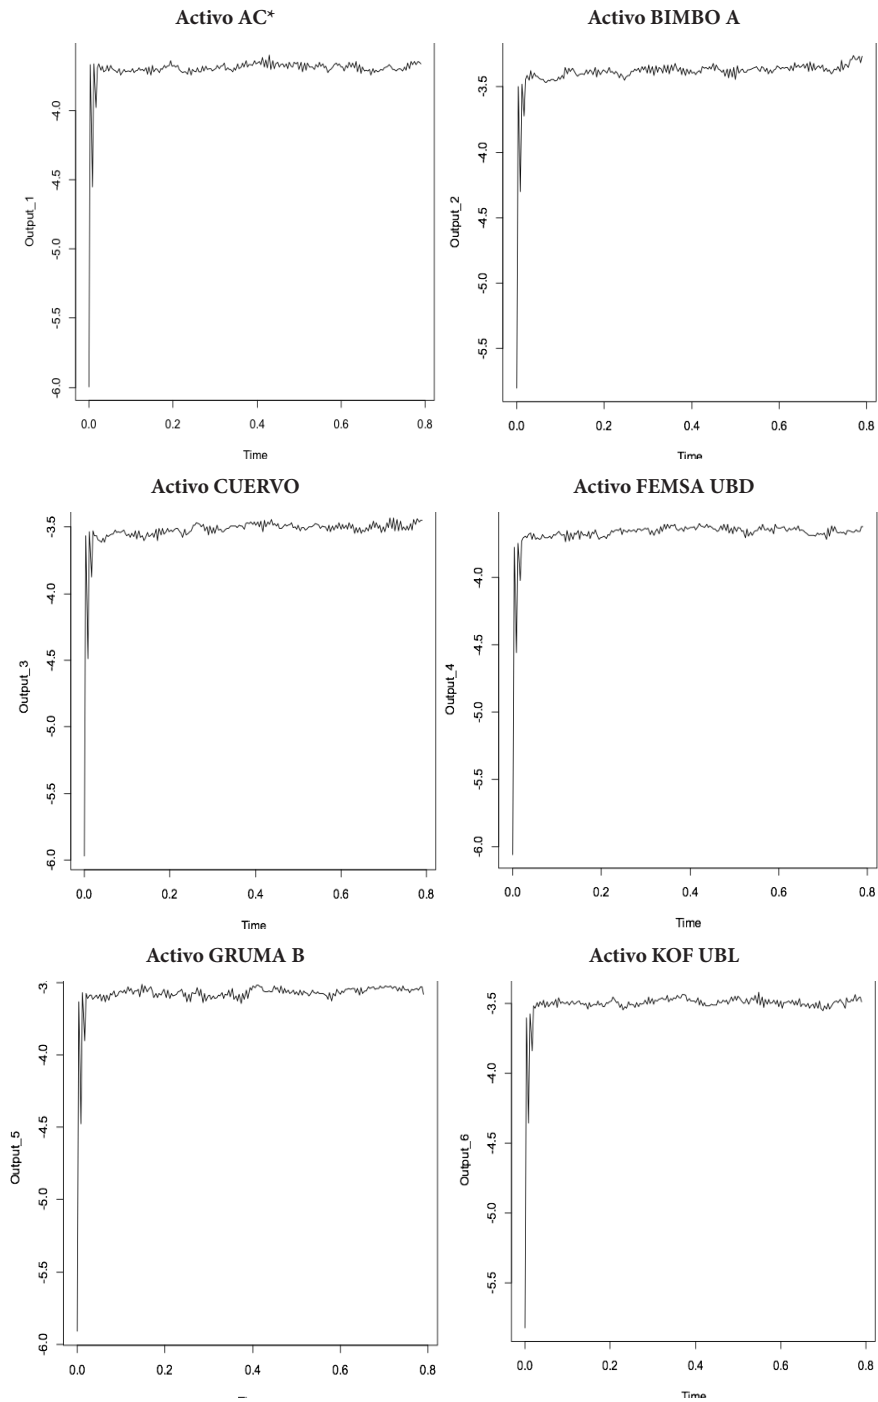 Activo AC*
-4.0
-4.5
-5.0
-5.5
-6.0
Output_1
0.0 0.2 0.4 0.6 0.8
Time
Activo BIMBO A
-3.5
-4.0
-4.5
-5.0
-5.5
Output_2
0.0 0.2 0.4 0.6 0.8
Time
Activo CUERVO
-3.5
-4.0
-4.5
-5.0
-5.5
-6.0
Output_3
0.0 0.2 0.4 0.6 0.8
Time
Activo FEMSA UBD
-4.0
-4.5
-5.0
-5.5
-6.0
Output_4
0.0 0.2 0.4 0.6 0.8
Time
Activo GRUMA B
-3.
-4.0
-4.5
-5.0
-5.5
-6.0
Output_5
0.0 0.2 0.4 0.6 0.8
Activo KOF UBL
-3.5
-4.0
-4.5
-5.0
-5.5
Output_6
0.0 0.2 0.4 0.6 0.8
Time